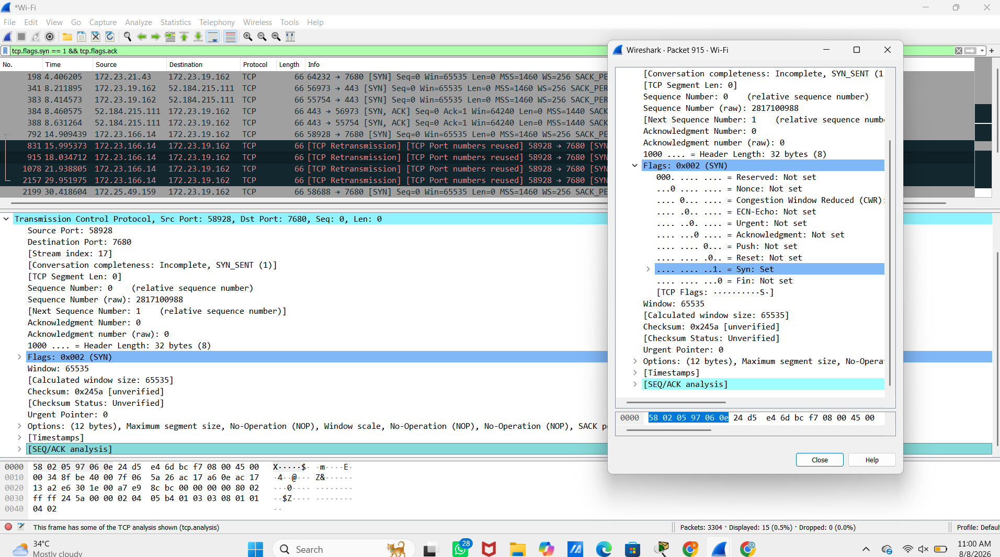 *Wi-Fi
File Edit View Go Capture Analyze Statistics Telephony Wireless Tools Help
tcp.flags.syn == 1 && tcp.flags.ack
No. Time Source Destination Protocol Length Info
198 4.406205 172.23.21.43 172.23.19.162 TCP 66 64232 → 7680 [SYN] Seq=0 Win=65535 Len=0 MSS=1460 WS=256 SACK_PE
341 8.211895 172.23.19.162 52.184.215.111 TCP 66 56973 → 443 [SYN] Seq=0 Win=65535 Len=0 MSS=1460 WS=256 SACK_PER
383 8.414573 172.23.19.162 52.184.215.111 TCP 66 55754 → 443 [SYN] Seq=0 Win=65535 Len=0 MSS=1460 WS=256 SACK_PER
384 8.460575 52.184.215.111 172.23.19.162 TCP 66 443 → 56973 [SYN, ACK] Seq=0 Ack=1 Win=64240 Len=0 MSS=1440 SACK
388 8.631264 52.184.215.111 172.23.19.162 TCP 66 443 → 55754 [SYN, ACK] Seq=0 Ack=1 Win=64240 Len=0 MSS=1440 SACK
792 14.909439 172.23.166.14 172.23.19.162 TCP 66 58928 → 7680 [SYN] Seq=0 Win=65535 Len=0 MSS=1460 WS=256 SACK_PE
831 15.995373 172.23.166.14 172.23.19.162 TCP 66 [TCP Retransmission] [TCP Port numbers reused] 58928 → 7680 [SYN
915 18.034712 172.23.166.14 172.23.19.162 TCP 66 [TCP Retransmission] [TCP Port numbers reused] 58928 → 7680 [SYN
1078 21.938805 172.23.166.14 172.23.19.162 TCP 66 [TCP Retransmission] [TCP Port numbers reused] 58928 → 7680 [SYN
2157 29.951975 172.23.166.14 172.23.19.162 TCP 66 [TCP Retransmission] [TCP Port numbers reused] 58928 → 7680 [SYN
2199 30.418604 172.25.49.159 172.23.19.162 TCP 66 58688 → 7680 [SYN] Seq=0 Win=65535 Len=0 MSS=1460 WS=256 SACK_PE
Transmission Control Protocol, Src Port: 58928, Dst Port: 7680, Seq: 0, Len: 0
Source Port: 58928
Destination Port: 7680
[Stream index: 17]
[Conversation completeness: Incomplete, SYN_SENT (1)]
[TCP Segment Len: 0]
Sequence Number: 0 (relative sequence number)
Sequence Number (raw): 2817100988
[Next Sequence Number: 1 (relative sequence number)]
Acknowledgment Number: 0
Acknowledgment number (raw): 0
1000 .... = Header Length: 32 bytes (8)
Flags: 0x002 (SYN)
Window: 65535
[Calculated window size: 65535]
Checksum: 0x245a [unverified]
[Checksum Status: Unverified]
Urgent Pointer: 0
Options: (12 bytes), Maximum segment size, No-Operation (NOP), Window scale, No-Operation (NOP), No-Operation (NOP), SACK p
[Timestamps]
[SEQ/ACK analysis]
0000 58 02 05 97 06 0e 24 d5 e4 6d bc f7 08 00 45 00 X·····$· ·m····E·
0010 00 34 8f be 40 00 7f 06 5a 26 ac 17 a6 0e ac 17 ·4··@··· Z&······
0020 13 a2 e6 30 1e 00 a7 e9 8c bc 00 00 00 00 80 02 ···0···· ········
0030 ff ff 24 5a 00 00 02 04 05 b4 01 03 03 08 01 01 ··$Z···· ········
0040 04 02 ··
This frame has some of the TCP analysis shown (tcp.analysis)
Packets: 3304 · Displayed: 15 (0.5%) · Dropped: 0 (0.0%)
Profile: Defaul
Wireshark · Packet 915 · Wi-Fi
[Conversation completeness: Incomplete, SYN_SENT (1
[TCP Segment Len: 0]
Sequence Number: 0 (relative sequence number)
Sequence Number (raw): 2817100988
[Next Sequence Number: 1 (relative sequence numbe
Acknowledgment Number: 0
Acknowledgment number (raw): 0
1000 .... = Header Length: 32 bytes (8)
Flags: 0x002 (SYN)
000. .... .... = Reserved: Not set
...0 .... .... = Nonce: Not set
.... 0... .... = Congestion Window Reduced (CWR):
.... .0.. .... = ECN-Echo: Not set
.... ..0. .... = Urgent: Not set
.... ...0 .... = Acknowledgment: Not set
.... .... 0... = Push: Not set
.... .... .0.. = Reset: Not set
.... .... ..1. = Syn: Set
.... .... ...0 = Fin: Not set
[TCP Flags: ··········S·]
Window: 65535
[Calculated window size: 65535]
Checksum: 0x245a [unverified]
[Checksum Status: Unverified]
Urgent Pointer: 0
Options: (12 bytes), Maximum segment size, No-Opera
[Timestamps]
[SEQ/ACK analysis]
0000 58 02 05 97 06 0e 24 d5 e4 6d bc f7 08 00 45 00
Close Help
34°C
Mostly cloudy
Search
28
11:00 AM
8/8/2026